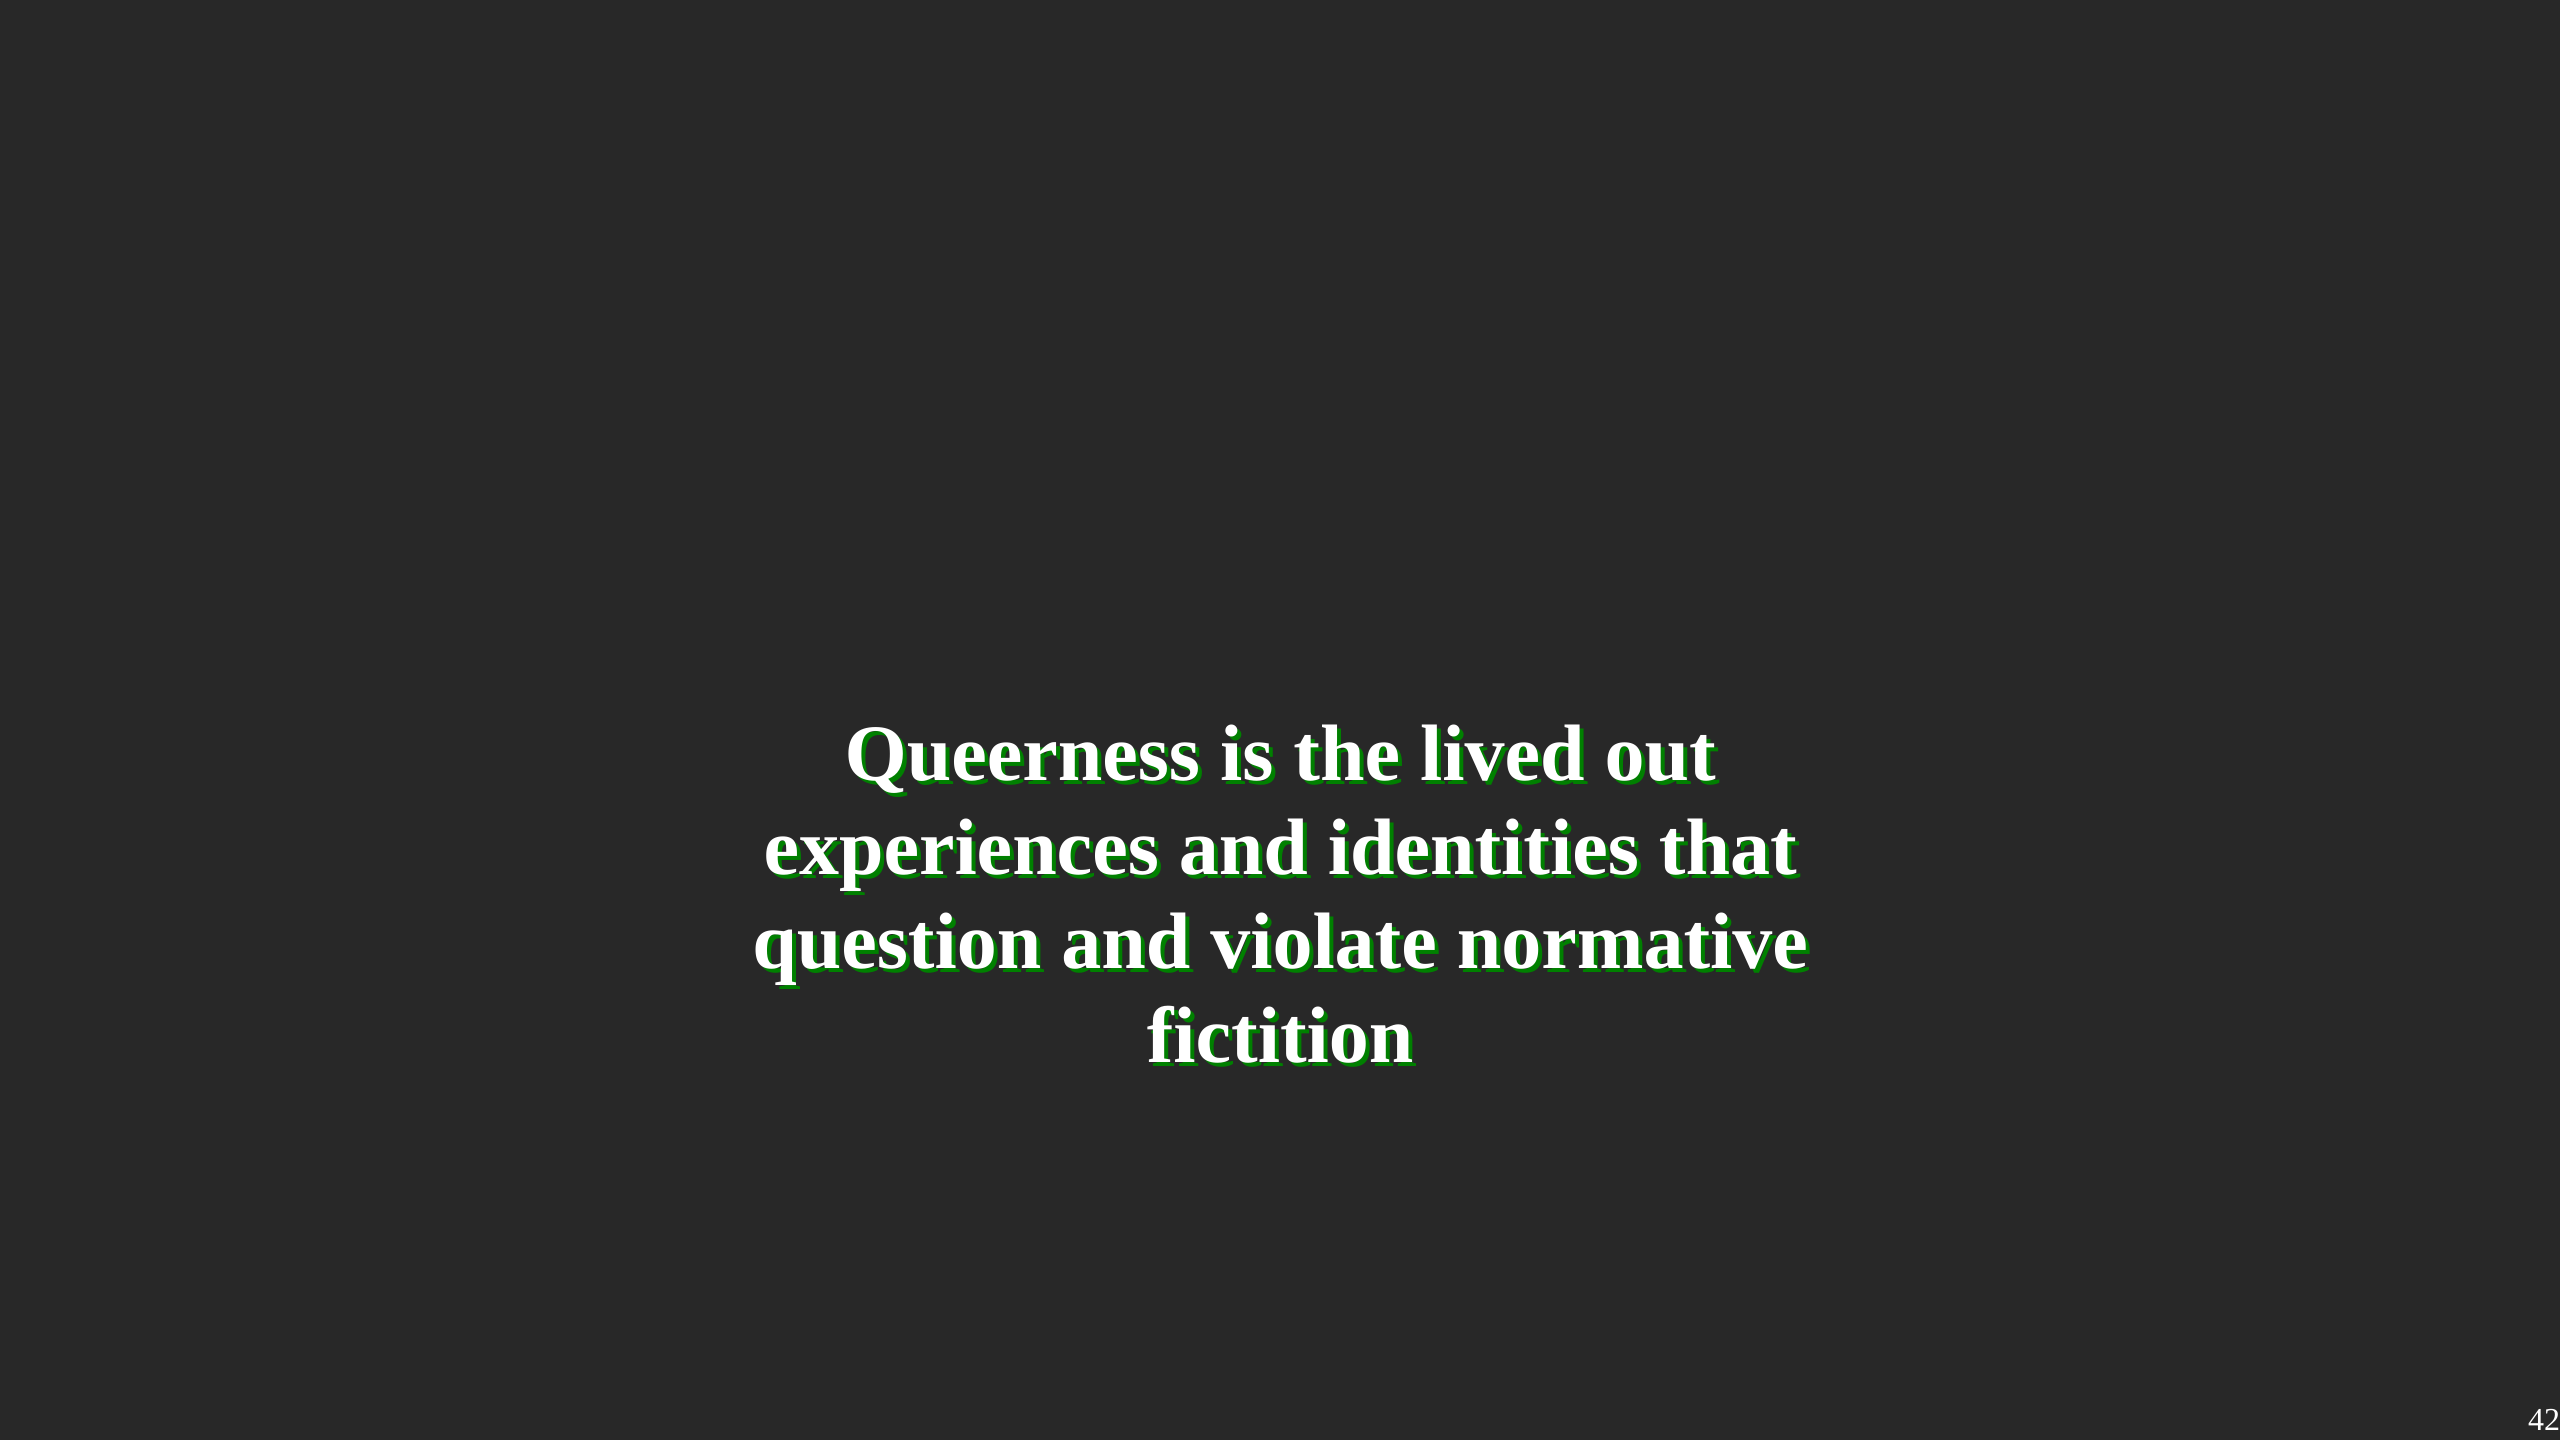 Queerness is the lived out
experiences and identities that
question and violate normative
fictition
42